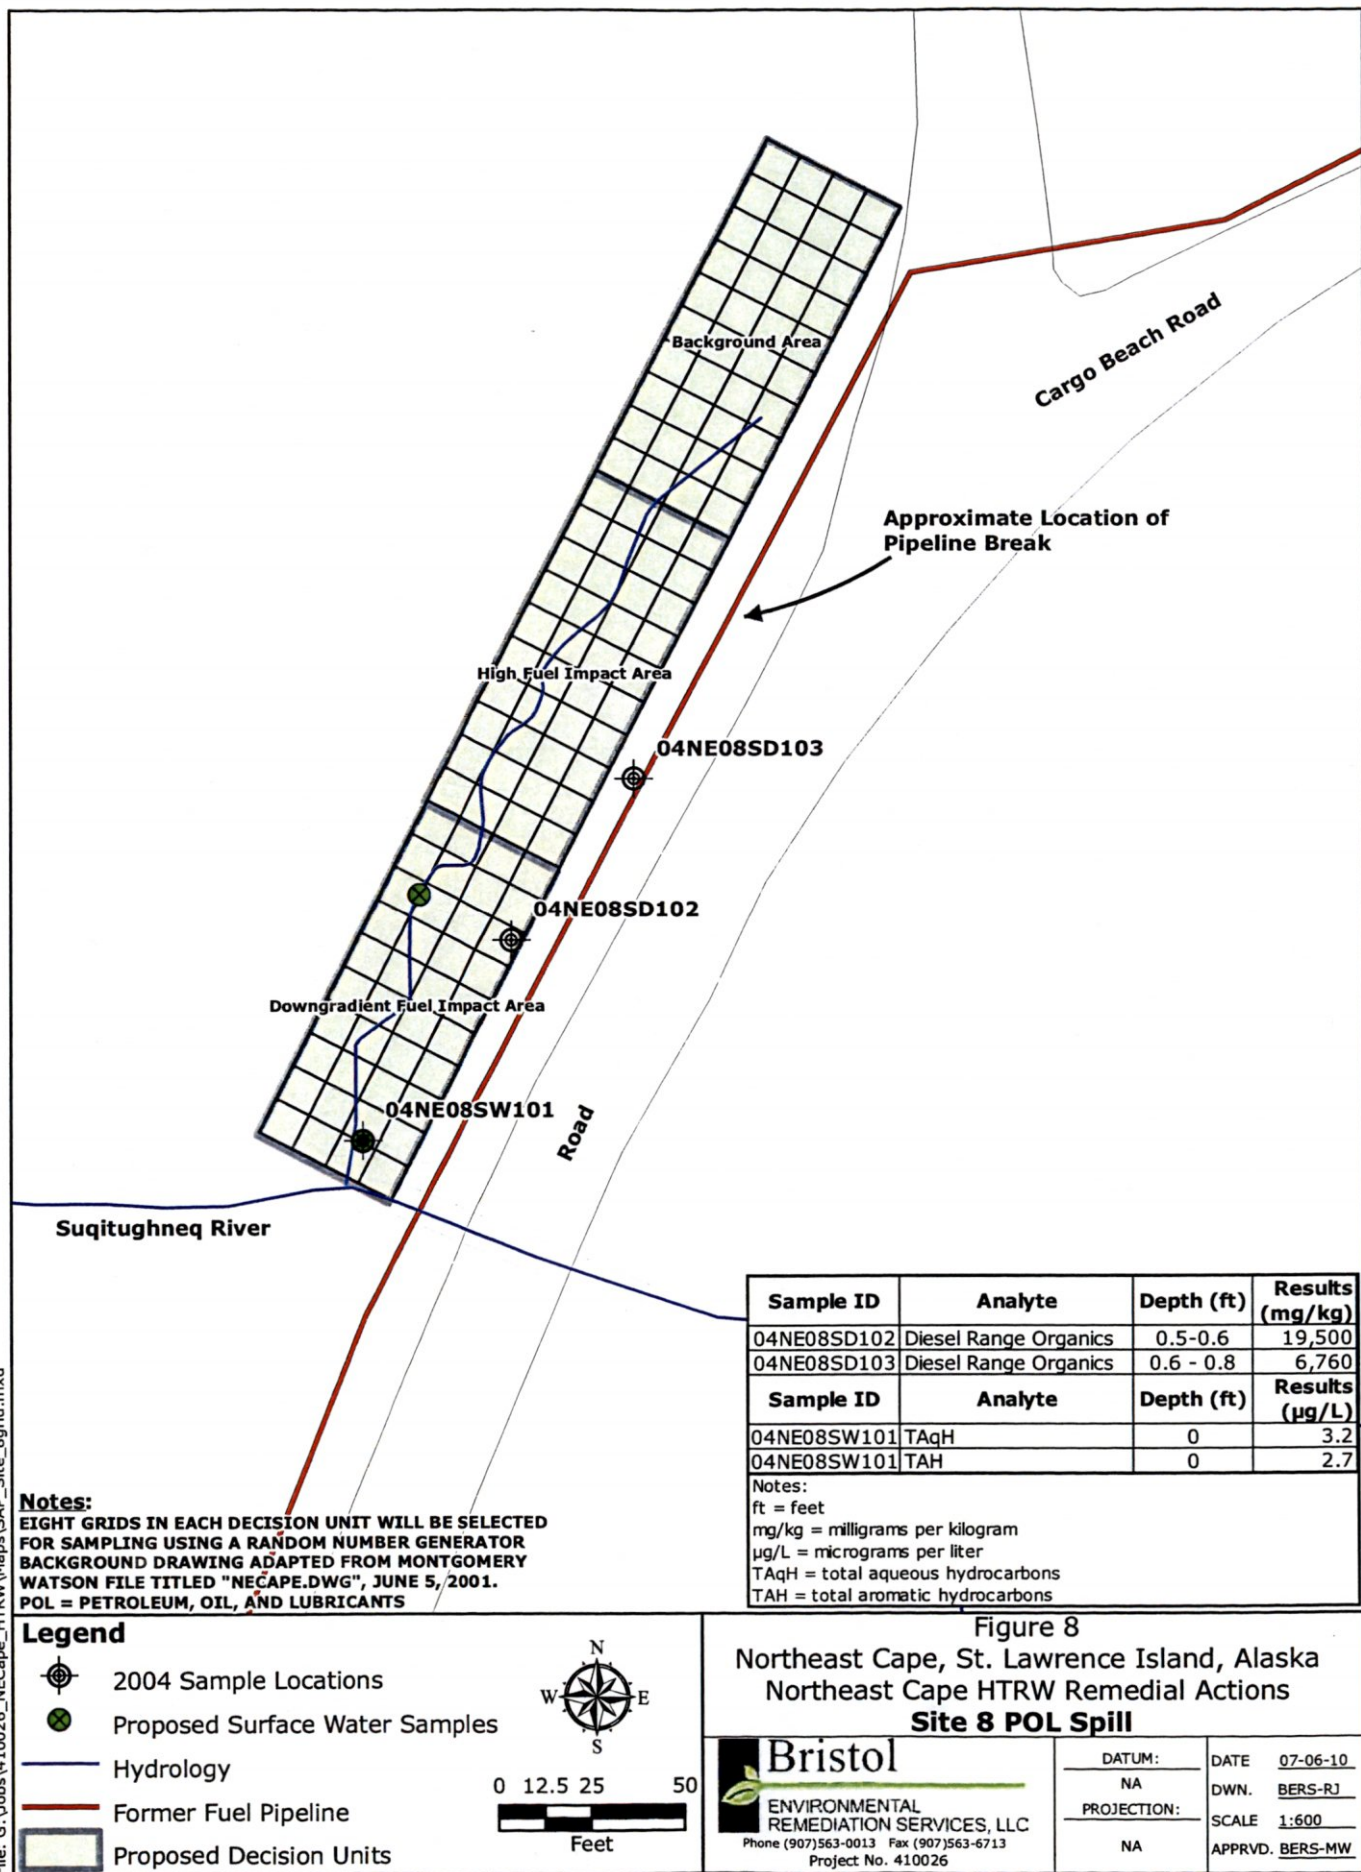 Background Area
Cargo Beach Road
Approximate Location of
Pipeline Break
High Fuel Impact Area
04NE08SD103
04NE08SD102
Downgradient Fuel Impact Area
04NE08SW101
Road
Suqitughneq River
Sample ID Analyte Depth (ft) Results (mg/kg)
04NE08SD102 Diesel Range Organics 0.5-0.6 19,500
04NE08SD103 Diesel Range Organics 0.6 - 0.8 6,760
Sample ID Analyte Depth (ft) Results (µg/L)
04NE08SW101 TAqH 0 3.2
04NE08SW101 TAH 0 2.7
Notes:
ft = feet
mg/kg = milligrams per kilogram
µg/L = micrograms per liter
TAqH = total aqueous hydrocarbons
TAH = total aromatic hydrocarbons
Notes:
EIGHT GRIDS IN EACH DECISION UNIT WILL BE SELECTED
FOR SAMPLING USING A RANDOM NUMBER GENERATOR
BACKGROUND DRAWING ADAPTED FROM MONTGOMERY
WATSON FILE TITLED "NECAPE.DWG", JUNE 5, 2001.
POL = PETROLEUM, OIL, AND LUBRICANTS
Legend
2004 Sample Locations
Proposed Surface Water Samples
Hydrology
Former Fuel Pipeline
Proposed Decision Units
N
W E
S
0 12.5 25 50
Feet
Figure 8
Northeast Cape, St. Lawrence Island, Alaska
Northeast Cape HTRW Remedial Actions
Site 8 POL Spill
Bristol
ENVIRONMENTAL
REMEDIATION SERVICES, LLC
Phone (907)563-0013 Fax (907)563-6713
Project No. 410026
DATUM:
NA
PROJECTION:
NA
DATE 07-06-10
DWN. BERS-RJ
SCALE 1:600
APPRVD. BERS-MW